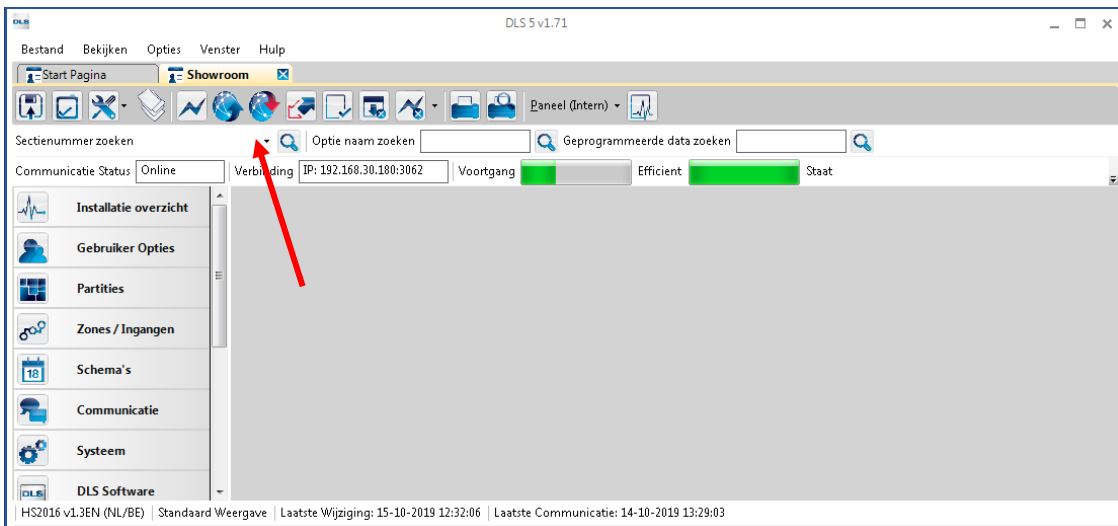 DLS
DLS 5 v1.71
Bestand Bekijken Opties Venster Hulp
Start Pagina Showroom
Paneel (Intern)
Sectienummer zoeken Optie naam zoeken Geprogrammeerde data zoeken
Communicatie Status Online Verbinding IP: 192.168.30.180:3062 Voortgang Efficient Staat
Installatie overzicht
Gebruiker Opties
Partities
Zones / Ingangen
18 Schema's
Communicatie
Systeem
DLS DLS Software
HS2016 v1.3EN (NL/BE) Standaard Weergave Laatste Wijziging: 15-10-2019 12:32:06 Laatste Communicatie: 14-10-2019 13:29:03